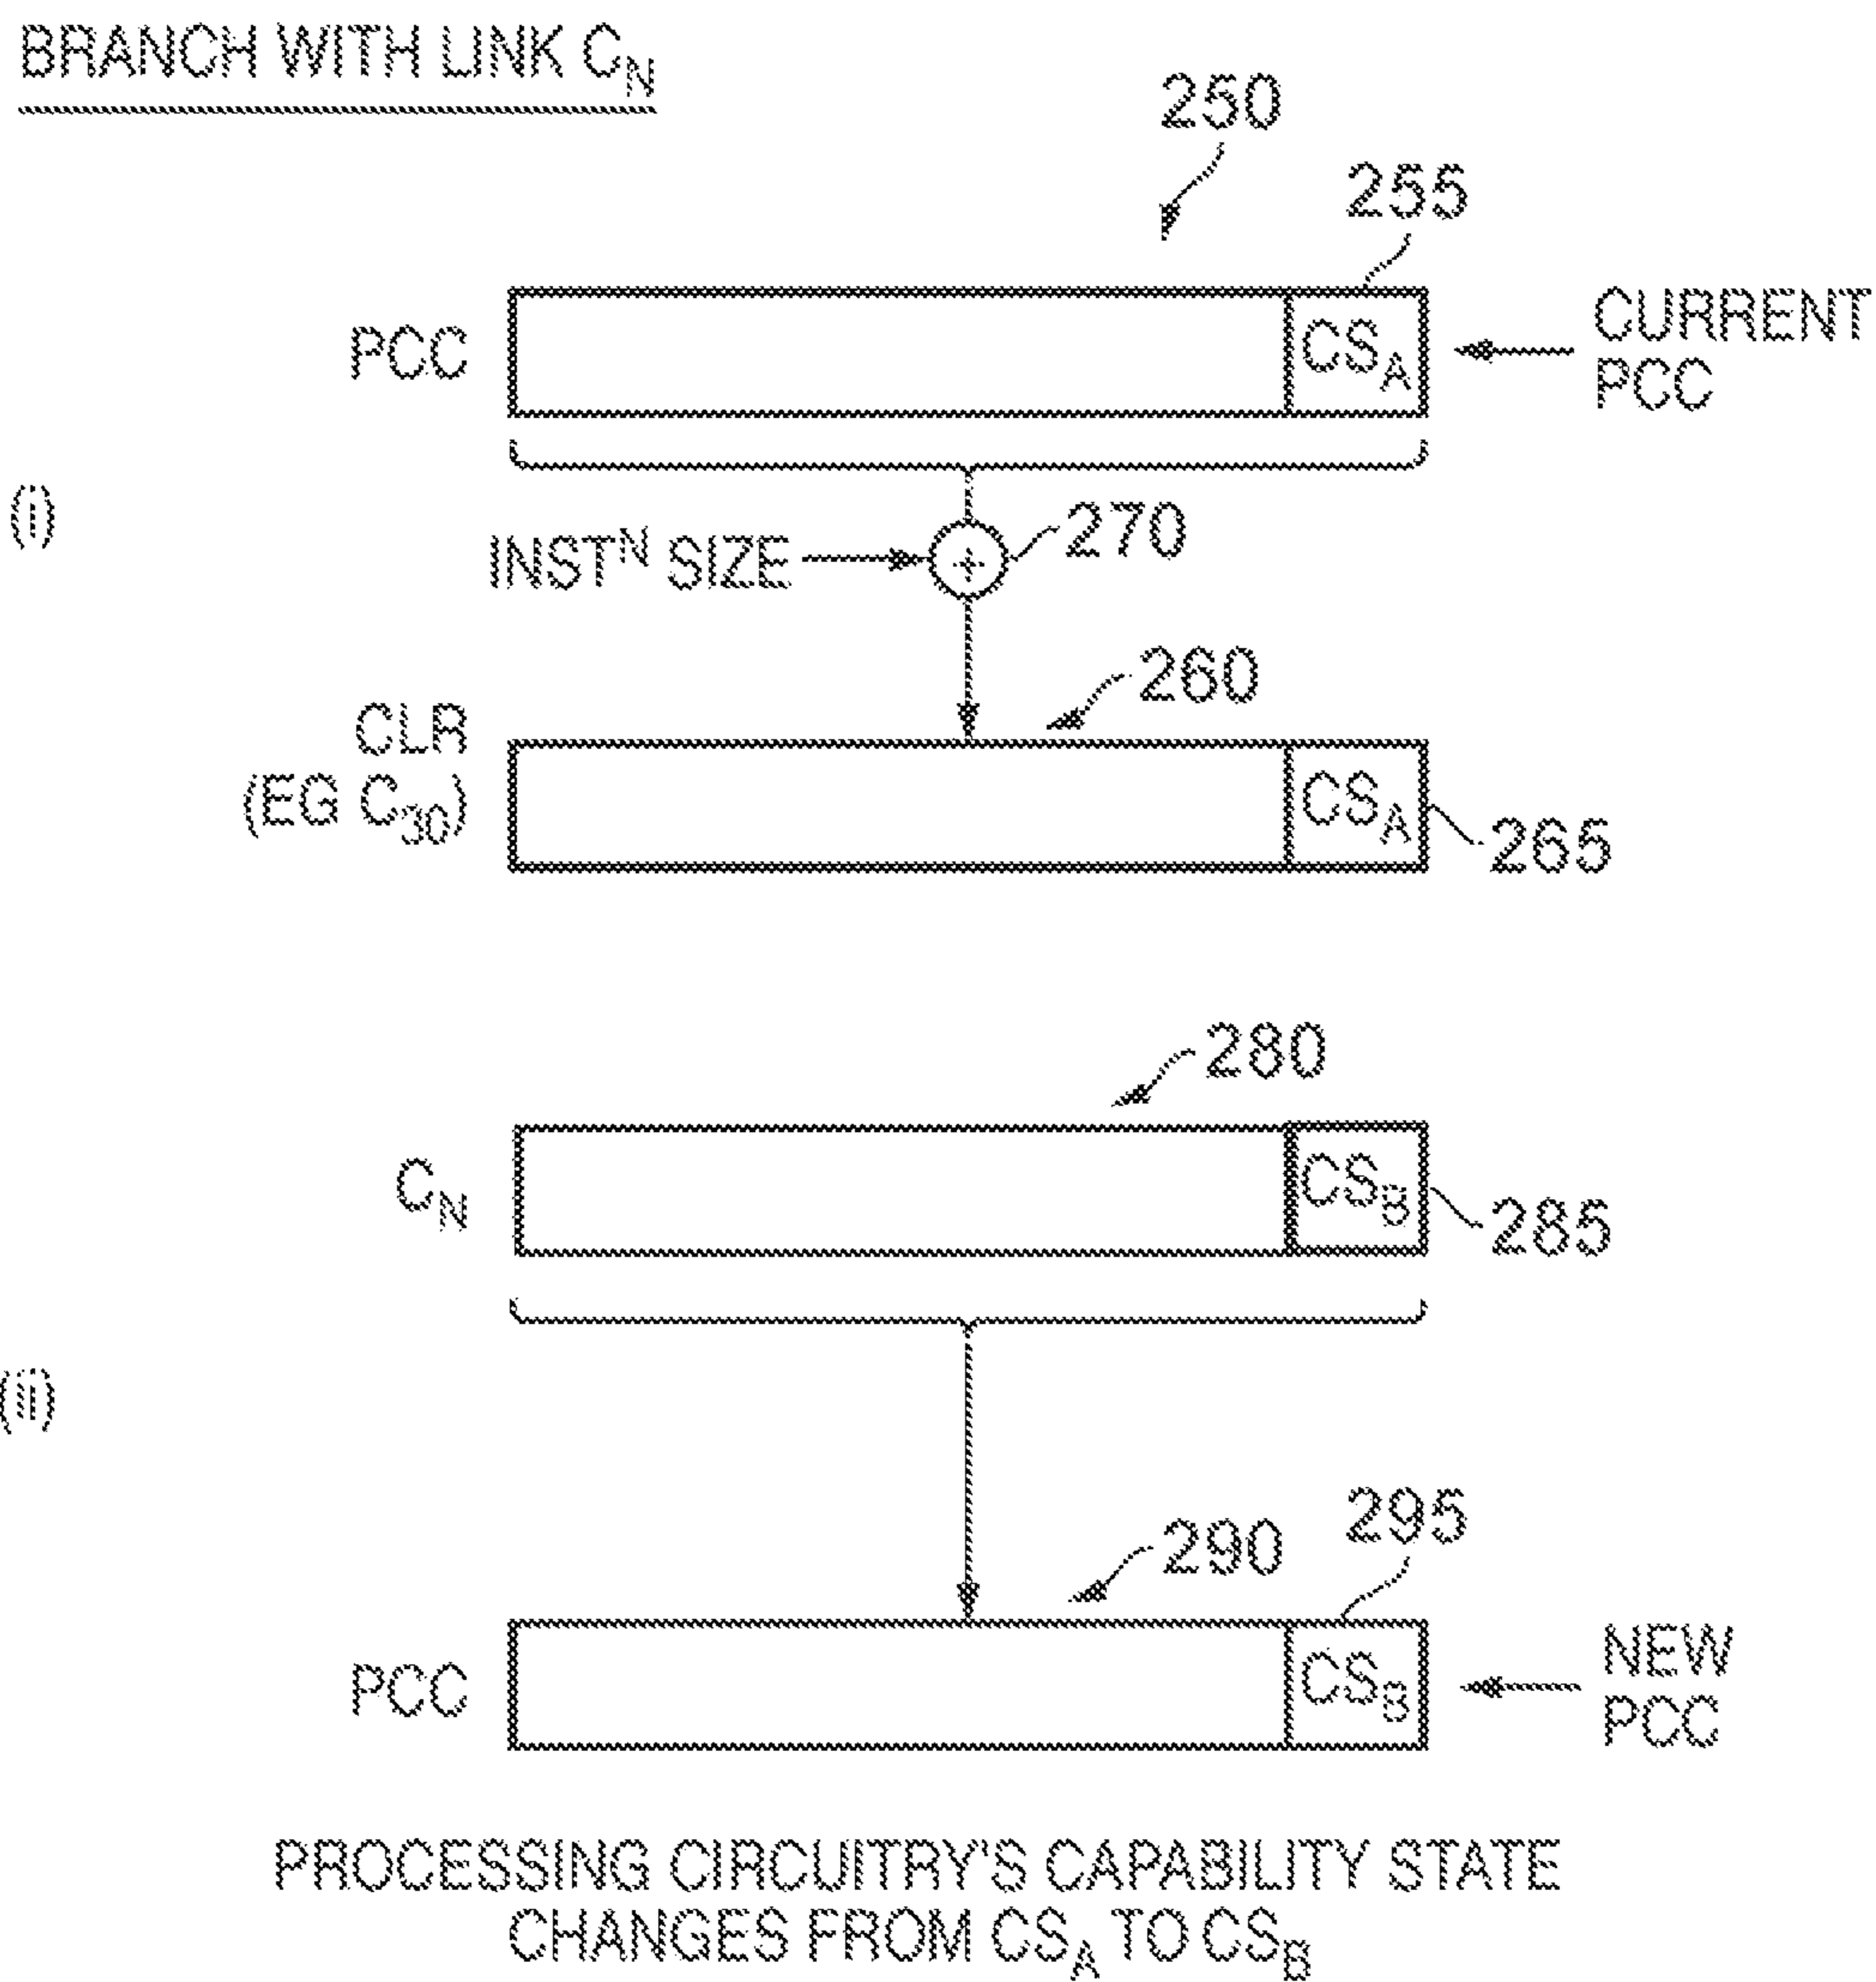 BRANCH WITH LINK C_N
250
255
PCC
CS_A
CURRENT
PCC
(i)
INST^N SIZE
+
270
260
CLR
(EG C_30)
CS_A
265
280
C_N
CS_B
285
(ii)
290
295
PCC
CS_B
NEW
PCC
PROCESSING CIRCUITRY'S CAPABILITY STATE
CHANGES FROM CS_A TO CS_B